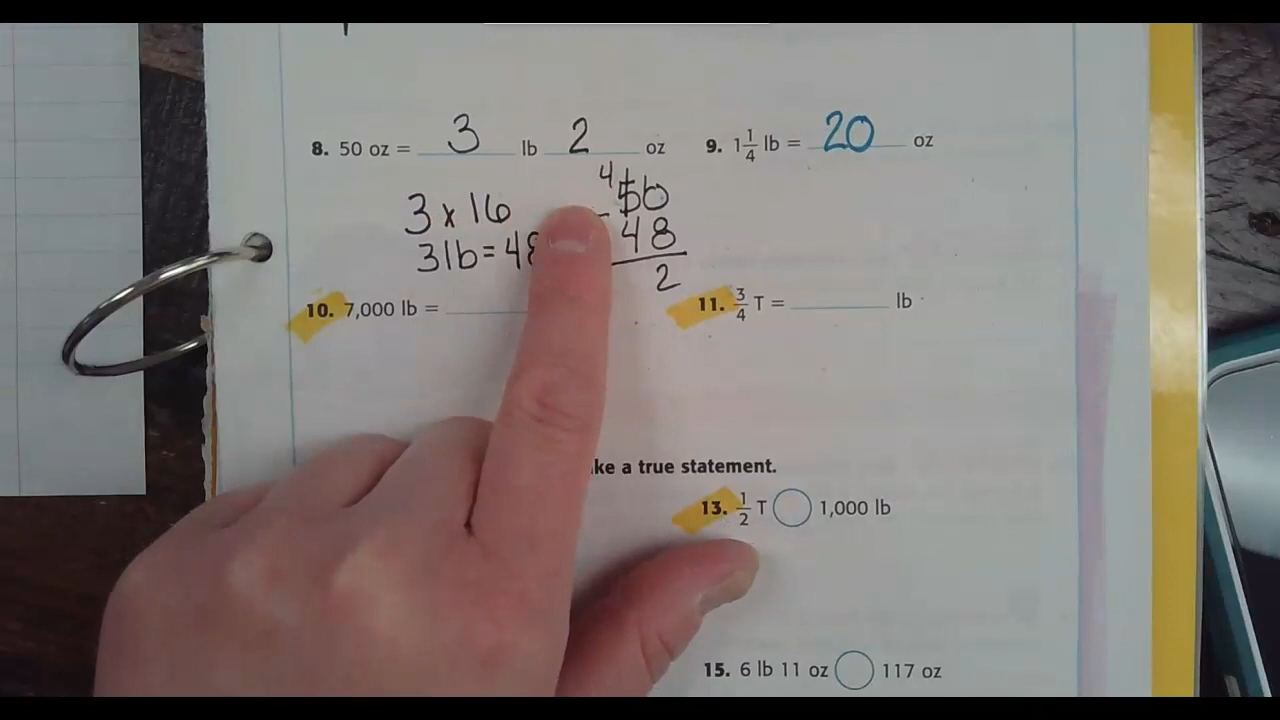 8. 50 oz = 3 lb 2 oz
9. 1 1/4 lb = 20 oz
3 x 16
4 50
- 48
2
3 lb = 48
10. 7,000 lb =
11. 3/4 T = ____ lb
ke a true statement.
13. 1/2 T ◯ 1,000 lb
15. 6 lb 11 oz ◯ 117 oz